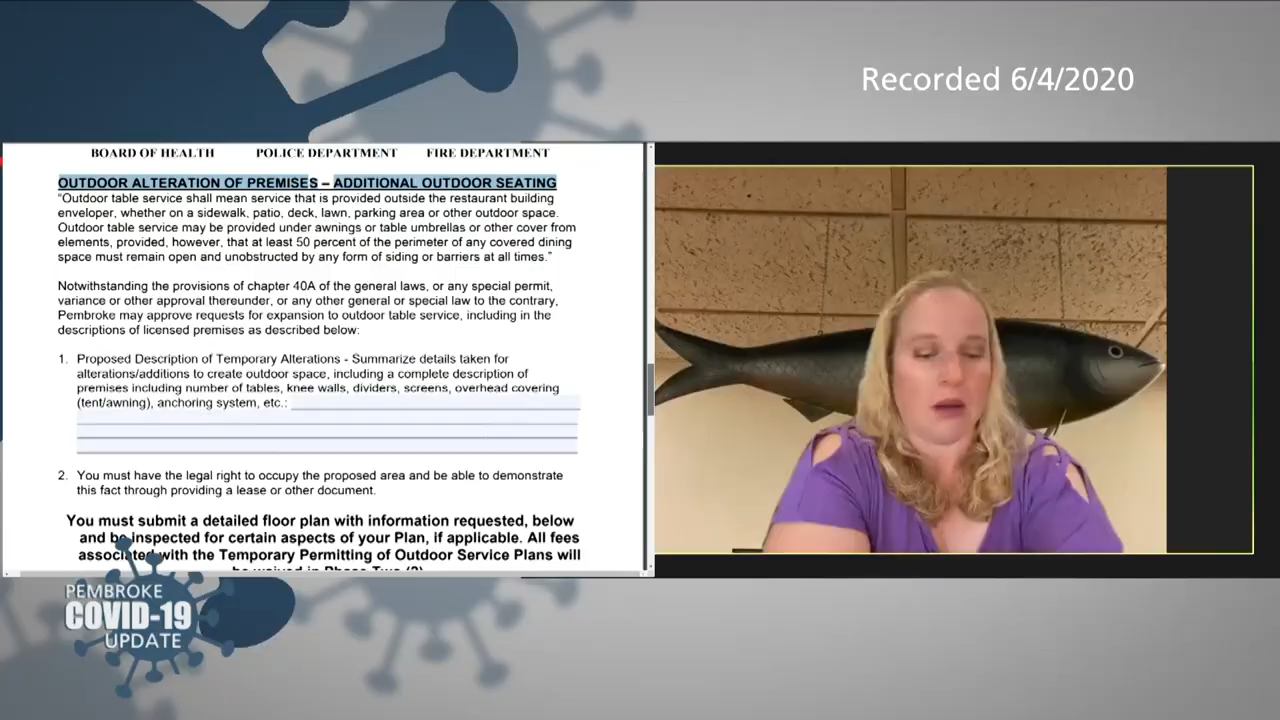 Recorded 6/4/2020
BOARD OF HEALTH POLICE DEPARTMENT FIRE DEPARTMENT
OUTDOOR ALTERATION OF PREMISES – ADDITIONAL OUTDOOR SEATING
“Outdoor table service shall mean service that is provided outside the restaurant building
enveloper, whether on a sidewalk, patio, deck, lawn, parking area or other outdoor space.
Outdoor table service may be provided under awnings or table umbrellas or other cover from
elements, provided, however, that at least 50 percent of the perimeter of any covered dining
space must remain open and unobstructed by any form of siding or barriers at all times.”
Notwithstanding the provisions of chapter 40A of the general laws, or any special permit,
variance or other approval thereunder, or any other general or special law to the contrary,
Pembroke may approve requests for expansion to outdoor table service, including in the
descriptions of licensed premises as described below:
1. Proposed Description of Temporary Alterations - Summarize details taken for
alterations/additions to create outdoor space, including a complete description of
premises including number of tables, knee walls, dividers, screens, overhead covering
(tent/awning), anchoring system, etc.:
2. You must have the legal right to occupy the proposed area and be able to demonstrate
this fact through providing a lease or other document.
You must submit a detailed floor plan with information requested, below
and be inspected for certain aspects of your Plan, if applicable. All fees
associated with the Temporary Permitting of Outdoor Service Plans will
be waived in Phase Two (2)
PEMBROKE
COVID-19
UPDATE